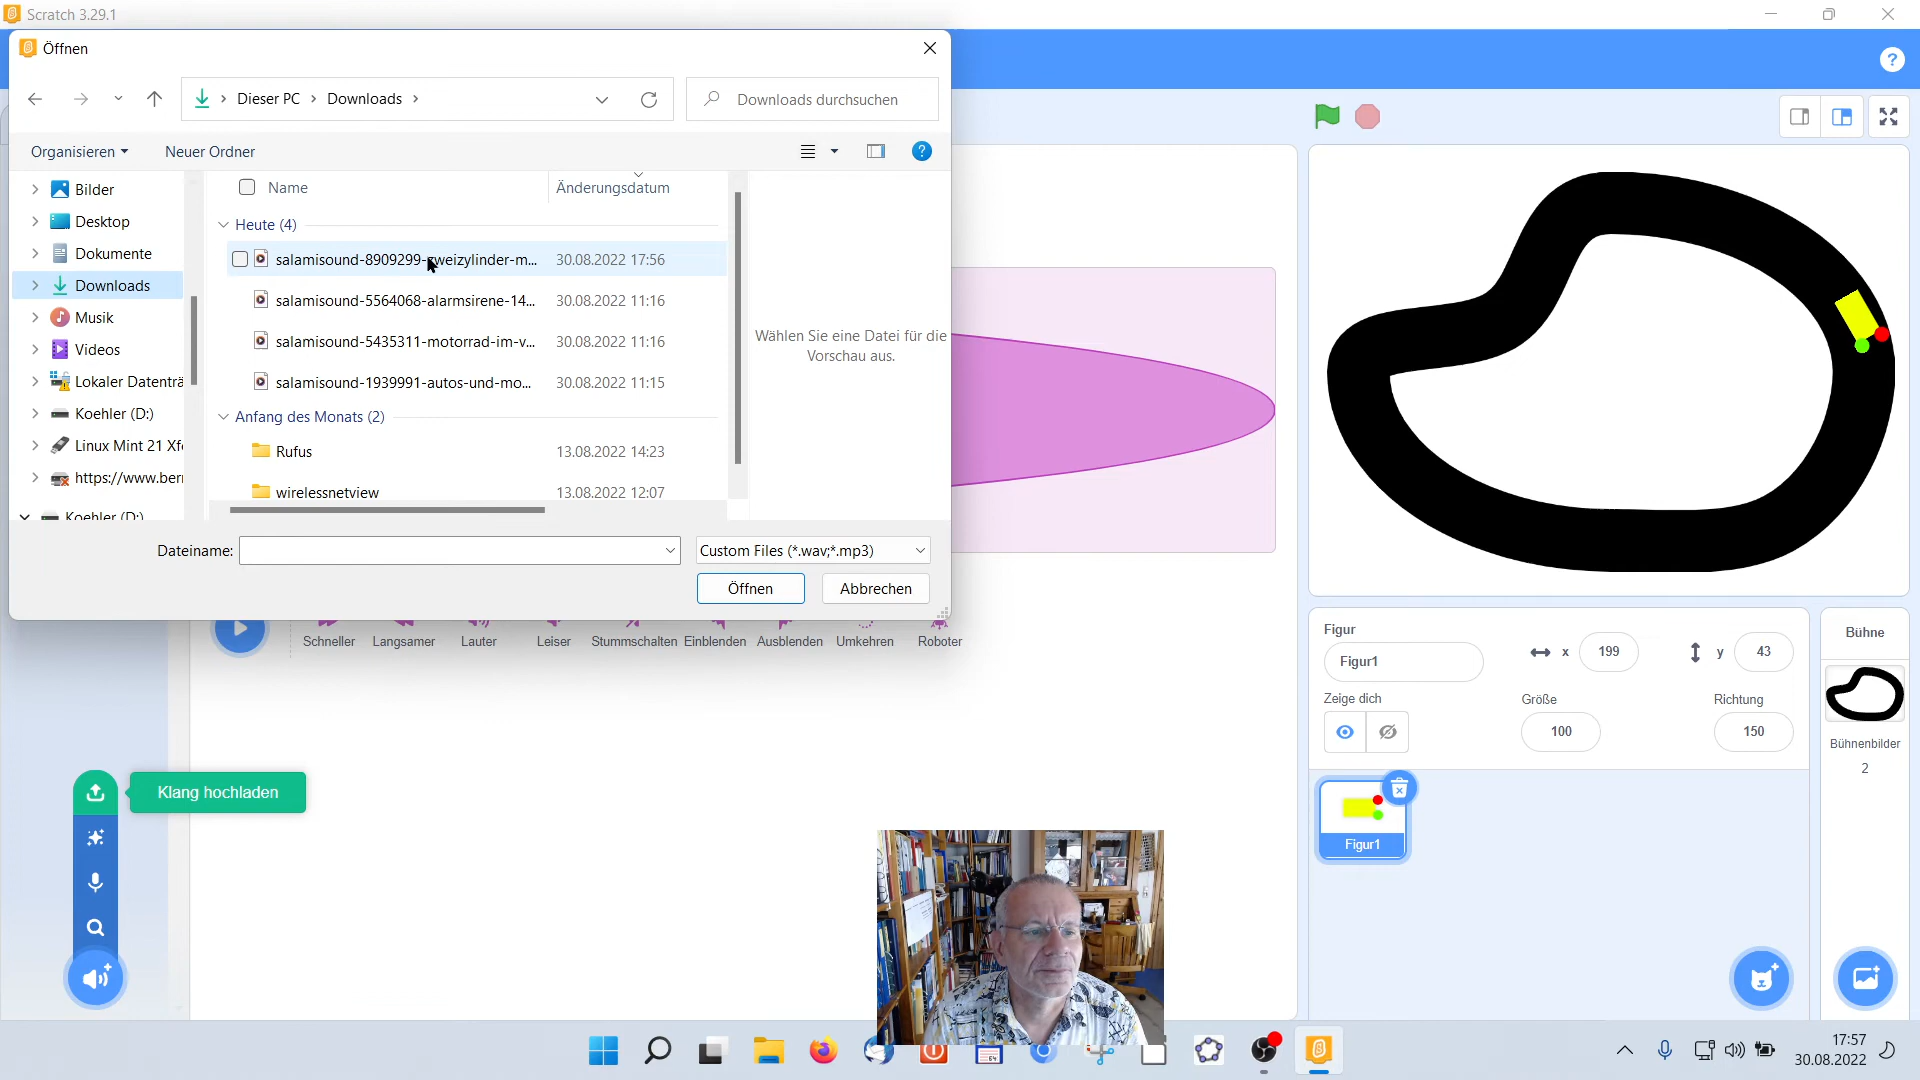 Scratch 3.29.1
Öffnen
Dieser PC
Downloads
Downloads durchsuchen
Organisieren
Neuer Ordner
Bilder
Desktop
Dokumente
Downloads
Musik
Videos
Lokaler Datenträ
Koehler (D:)
Linux Mint 21 Xf
https://www.ber
Koehler (D:)
Name Änderungsdatum
Heute (4)
salamisound-8909299-zweizylinder-m... 30.08.2022 17:56
salamisound-5564068-alarmsirene-14... 30.08.2022 11:16
salamisound-5435311-motorrad-im-v... 30.08.2022 11:16
salamisound-1939991-autos-und-mo... 30.08.2022 11:15
Anfang des Monats (2)
Rufus 13.08.2022 14:23
wirelessnetview 13.08.2022 12:07
Wählen Sie eine Datei für die
Vorschau aus.
Dateiname:
Custom Files (*.wav;*.mp3)
Öffnen
Abbrechen
Schneller Langsamer Lauter Leiser Stummschalten Einblenden Ausblenden Umkehren Roboter
Klang hochladen
Figur
Figur1
x 199
y 43
Zeige dich
Größe
100
Richtung
150
Figur1
Bühne
Bühnenbilder
2
64
17:57
30.08.2022